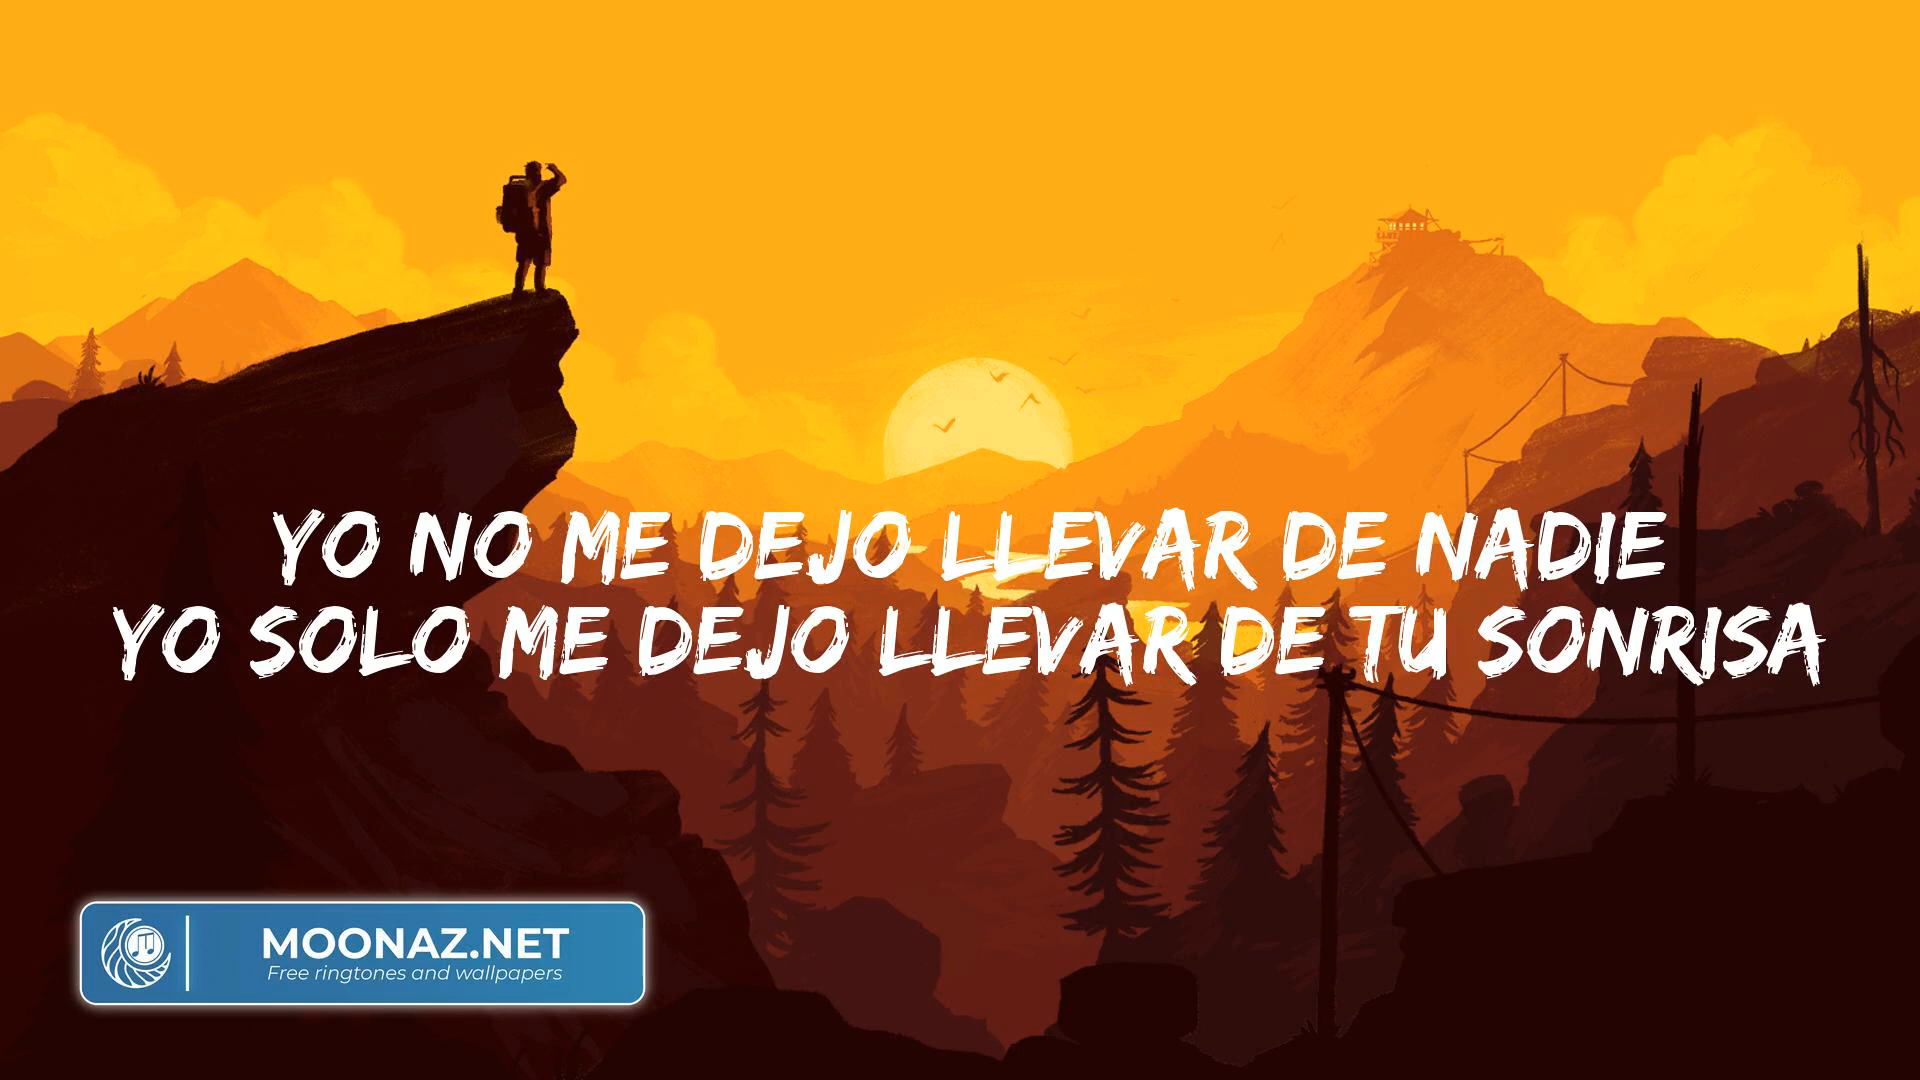 YO NO ME DEJO LLEVAR DE NADIE
YO SOLO ME DEJO LLEVAR DE TU SONRISA
MOONAZ.NET
Free ringtones and wallpapers